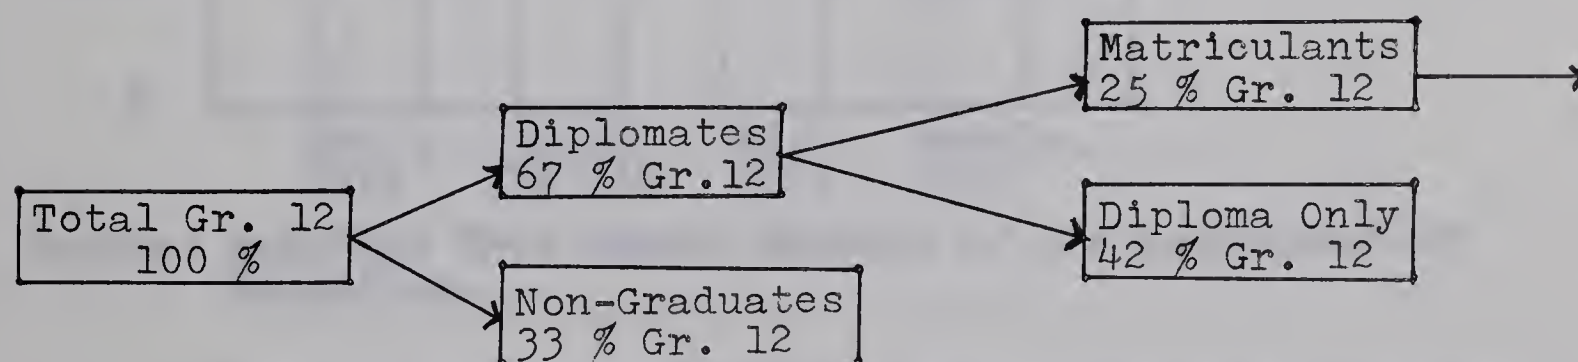 Matriculants
25 % Gr. 12
Diplomates
67 % Gr.12
Total Gr. 12
100 %
Diploma Only
42 % Gr. 12
Non-Graduates
33 % Gr. 12